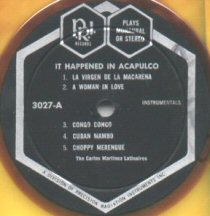 PRI
RECORDS
PLAYS
MONAURAL
OR STEREO
IT HAPPENED IN ACAPULCO
1. LA VIRGEN DE LA MACARENA
2. A WOMAN IN LOVE
3027-A
INSTRUMENTALS
3. CONGO CONGO
4. CUBAN MAMBO
5. CHOPPY MERENGUE
The Carlos Martinez Latinaires
A DIVISION OF PRECISION RADIATION INSTRUMENTS INC